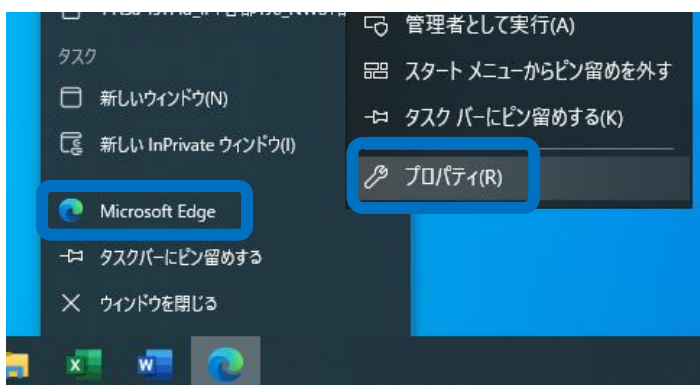 タスク
新しいウィンドウ(N)
新しい InPrivate ウィンドウ(I)
Microsoft Edge
タスクバーにピン留めする
ウィンドウを閉じる
管理者として実行(A)
スタート メニューからピン留めを外す
タスク バーにピン留めする(K)
プロパティ(R)
X
W